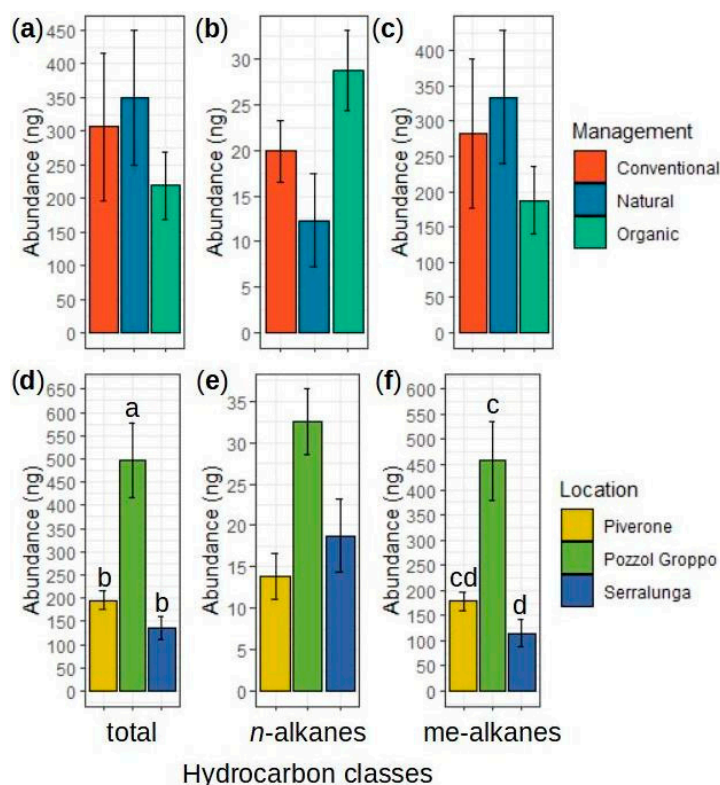 (a)
Abundance (ng)
450
400
350
300
250
200
150
100
50
0
(b)
Abundance (ng)
30
25
20
15
10
5
0
(c)
Abundance (ng)
400
350
300
250
200
150
100
50
0
Management
Conventional
Natural
Organic
(d)
Abundance (ng)
650
600
550
500
450
400
350
300
250
200
150
100
50
0
a
b
b
(e)
Abundance (ng)
35
30
25
20
15
10
5
0
(f)
Abundance (ng)
600
550
500
450
400
350
300
250
200
150
100
50
0
c
cd
d
Location
Piverone
Pozzol Groppo
Serralunga
total
n-alkanes
me-alkanes
Hydrocarbon classes